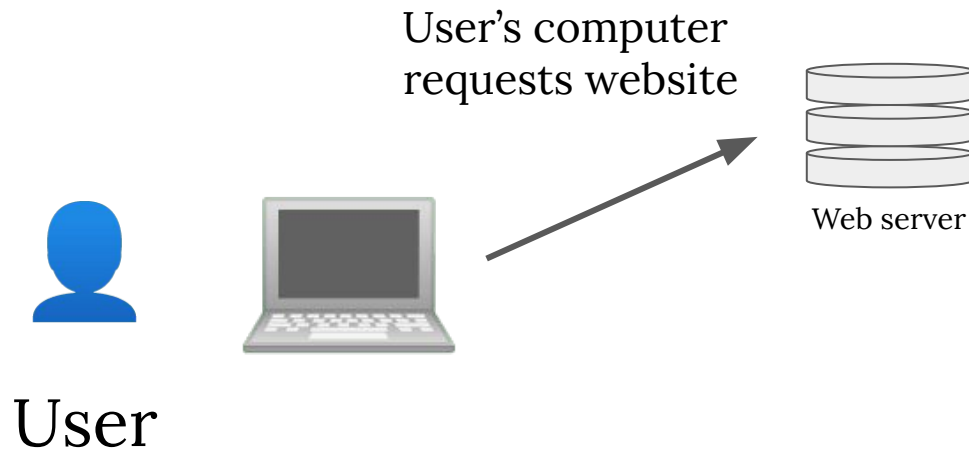 User’s computer
requests website
Web server
User